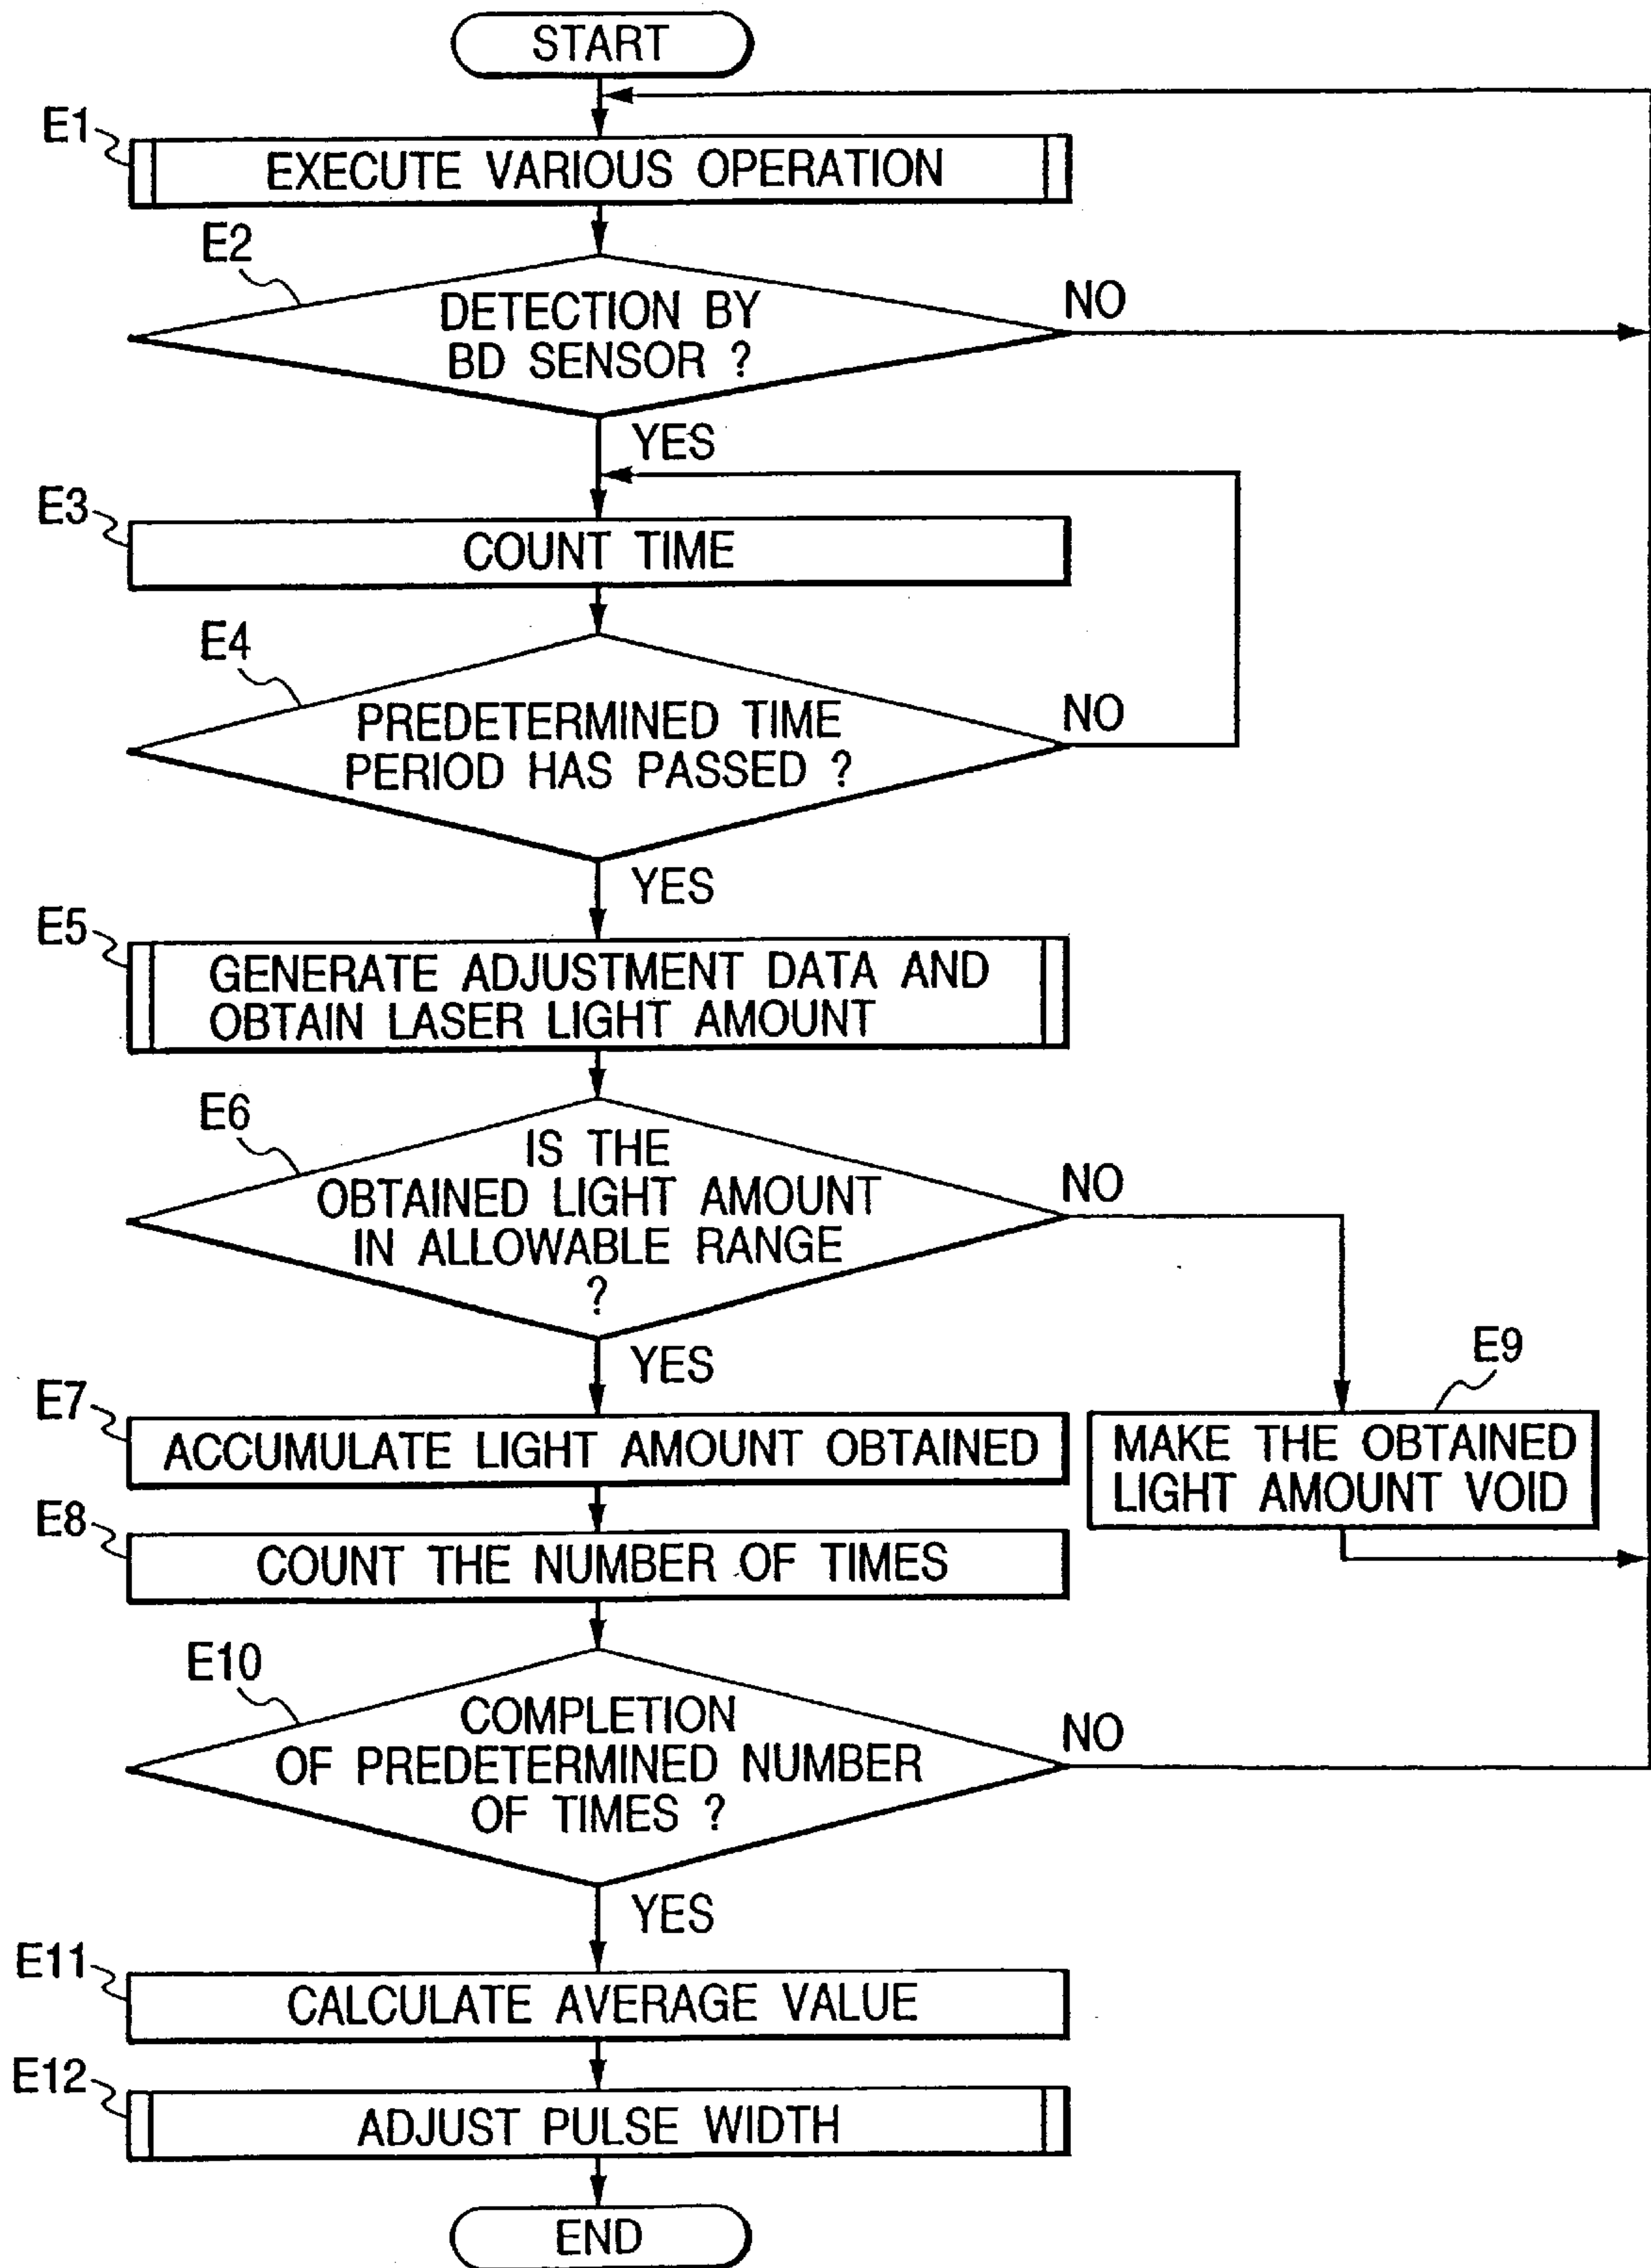 START
E1
EXECUTE VARIOUS OPERATION
E2
DETECTION BY
BD SENSOR ?
NO
YES
E3
COUNT TIME
E4
PREDETERMINED TIME
PERIOD HAS PASSED ?
NO
YES
E5
GENERATE ADJUSTMENT DATA AND
OBTAIN LASER LIGHT AMOUNT
E6
IS THE
OBTAINED LIGHT AMOUNT
IN ALLOWABLE RANGE
?
NO
YES
E7
ACCUMULATE LIGHT AMOUNT OBTAINED
E9
MAKE THE OBTAINED
LIGHT AMOUNT VOID
E8
COUNT THE NUMBER OF TIMES
E10
COMPLETION
OF PREDETERMINED NUMBER
OF TIMES ?
NO
YES
E11
CALCULATE AVERAGE VALUE
E12
ADJUST PULSE WIDTH
END